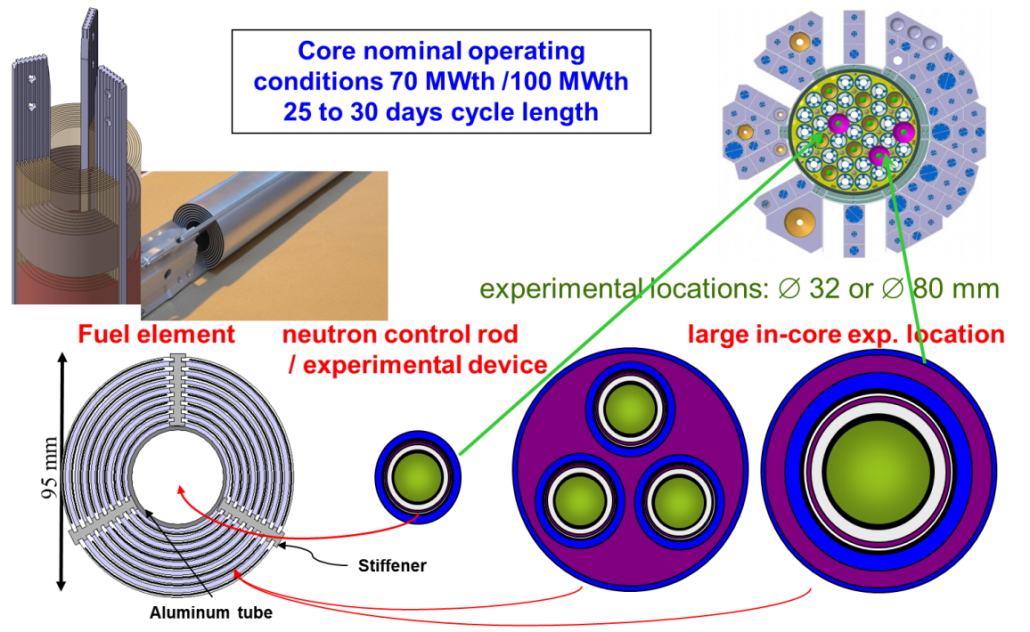 Core nominal operating
conditions 70 MWth /100 MWth
25 to 30 days cycle length
experimental locations: ∅ 32 or ∅ 80 mm
Fuel element
neutron control rod
/ experimental device
large in-core exp. location
95 mm
Stiffener
Aluminum tube